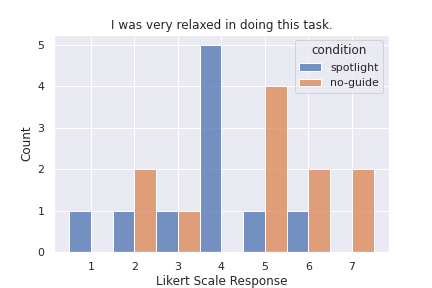 I was very relaxed in doing this task.
condition
spotlight
no-guide
5
4
3
2
1
0
Count
1 2 3 4 5 6 7
Likert Scale Response